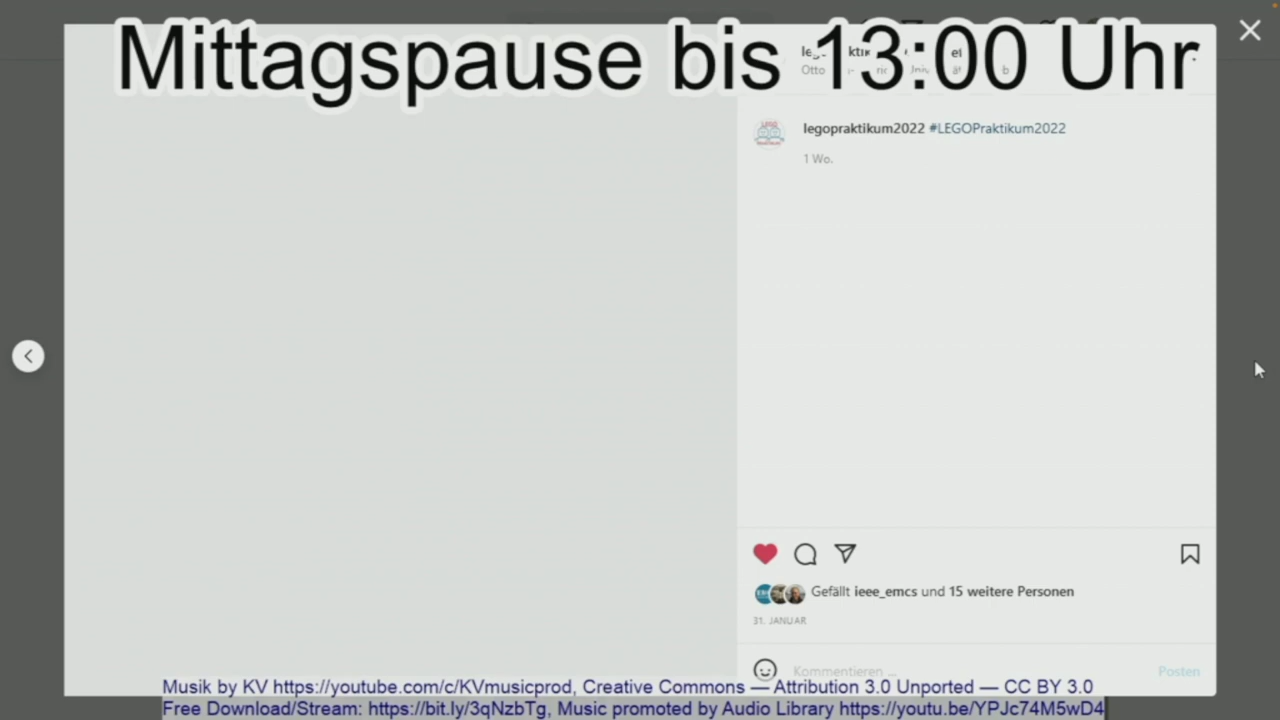 Mittagspause bis 13:00 Uhr
Otto
legopraktikum2022 #LEGOPraktikum2022
1 Wo.
Gefällt ieee_emcs und 15 weitere Personen
31. JANUAR
Kommentieren ...
Posten
Musik by KV https://youtube.com/c/KVmusicprod, Creative Commons — Attribution 3.0 Unported — CC BY 3.0
Free Download/Stream: https://bit.ly/3qNzbTg, Music promoted by Audio Library https://youtu.be/YPJc74M5wD4